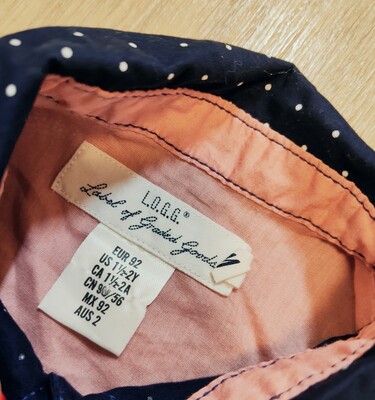 L.O.G.G.®
Label of Graded Goods
EUR 92
US 1½-2Y
CA 1½-2A
CN 90/56
MX 92
AUS 2